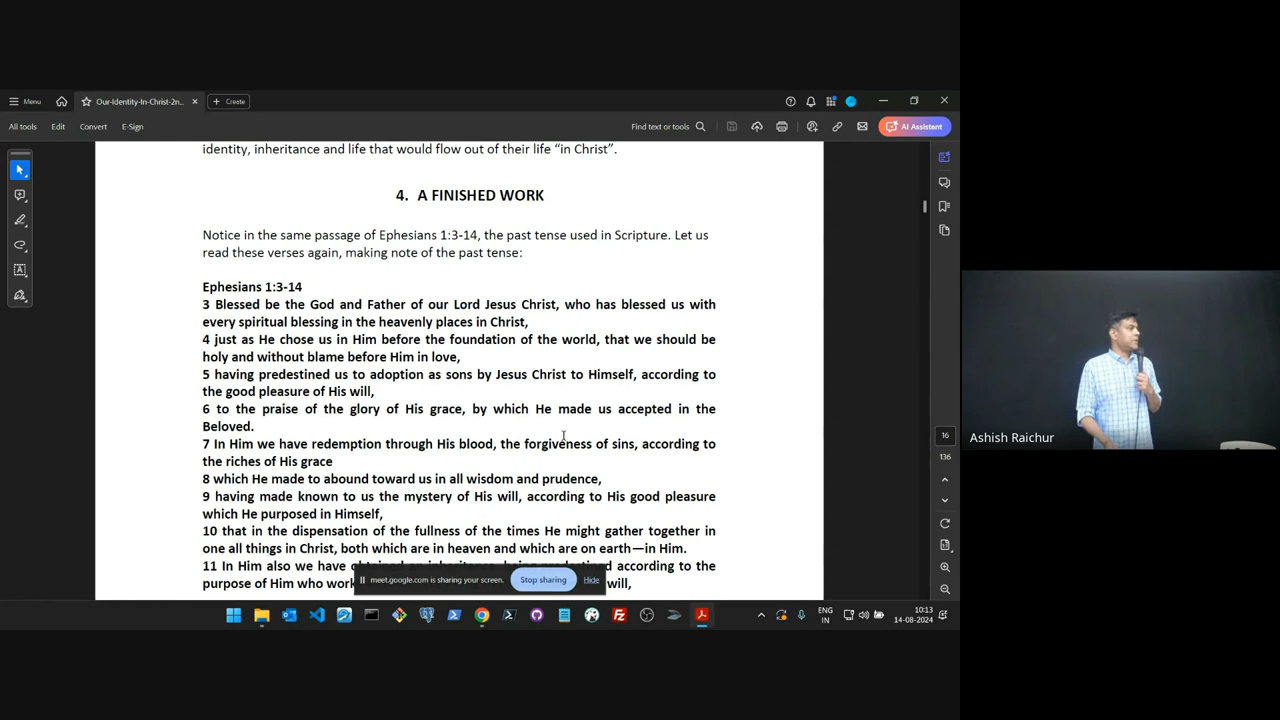 Menu
Our-Identity-In-Christ-2n...
Create
All tools
Edit
Convert
E-Sign
Find text or tools
AI Assistant
identity, inheritance and life that would flow out of their life “in Christ”.
4. A FINISHED WORK
Notice in the same passage of Ephesians 1:3-14, the past tense used in Scripture. Let us
read these verses again, making note of the past tense:
Ephesians 1:3-14
3 Blessed be the God and Father of our Lord Jesus Christ, who has blessed us with
every spiritual blessing in the heavenly places in Christ,
4 just as He chose us in Him before the foundation of the world, that we should be
holy and without blame before Him in love,
5 having predestined us to adoption as sons by Jesus Christ to Himself, according to
the good pleasure of His will,
6 to the praise of the glory of His grace, by which He made us accepted in the
Beloved.
7 In Him we have redemption through His blood, the forgiveness of sins, according to
the riches of His grace
8 which He made to abound toward us in all wisdom and prudence,
9 having made known to us the mystery of His will, according to His good pleasure
which He purposed in Himself,
10 that in the dispensation of the fullness of the times He might gather together in
one all things in Christ, both which are in heaven and which are on earth—in Him.
11 In Him also we have obtained an inheritance, being predestined according to the
purpose of Him who work will,
meet.google.com is sharing your screen.
Stop sharing
Hide
16
136
Ashish Raichur
ENG
IN
10:13
14-08-2024